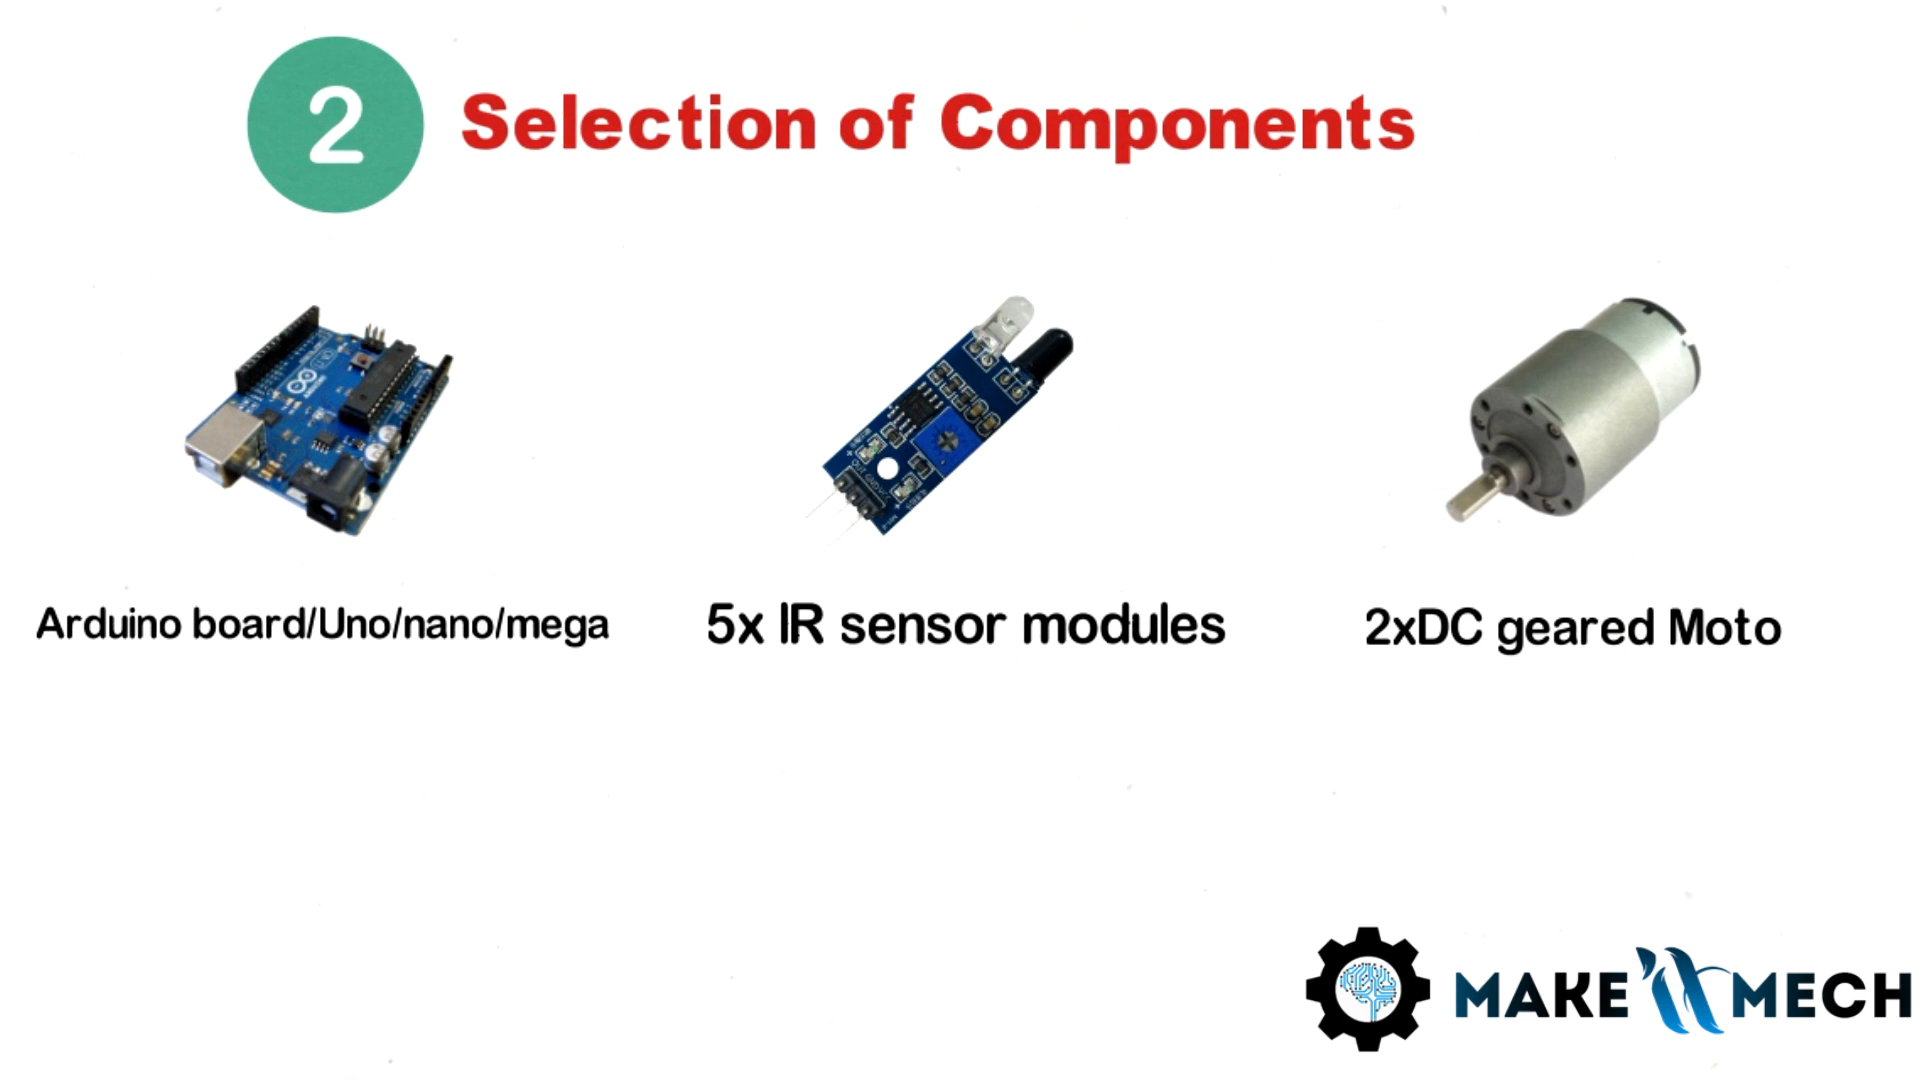 2
Selection of Components
Arduino board/Uno/nano/mega
5x IR sensor modules
2xDC geared Moto
MAKE 'N MECH